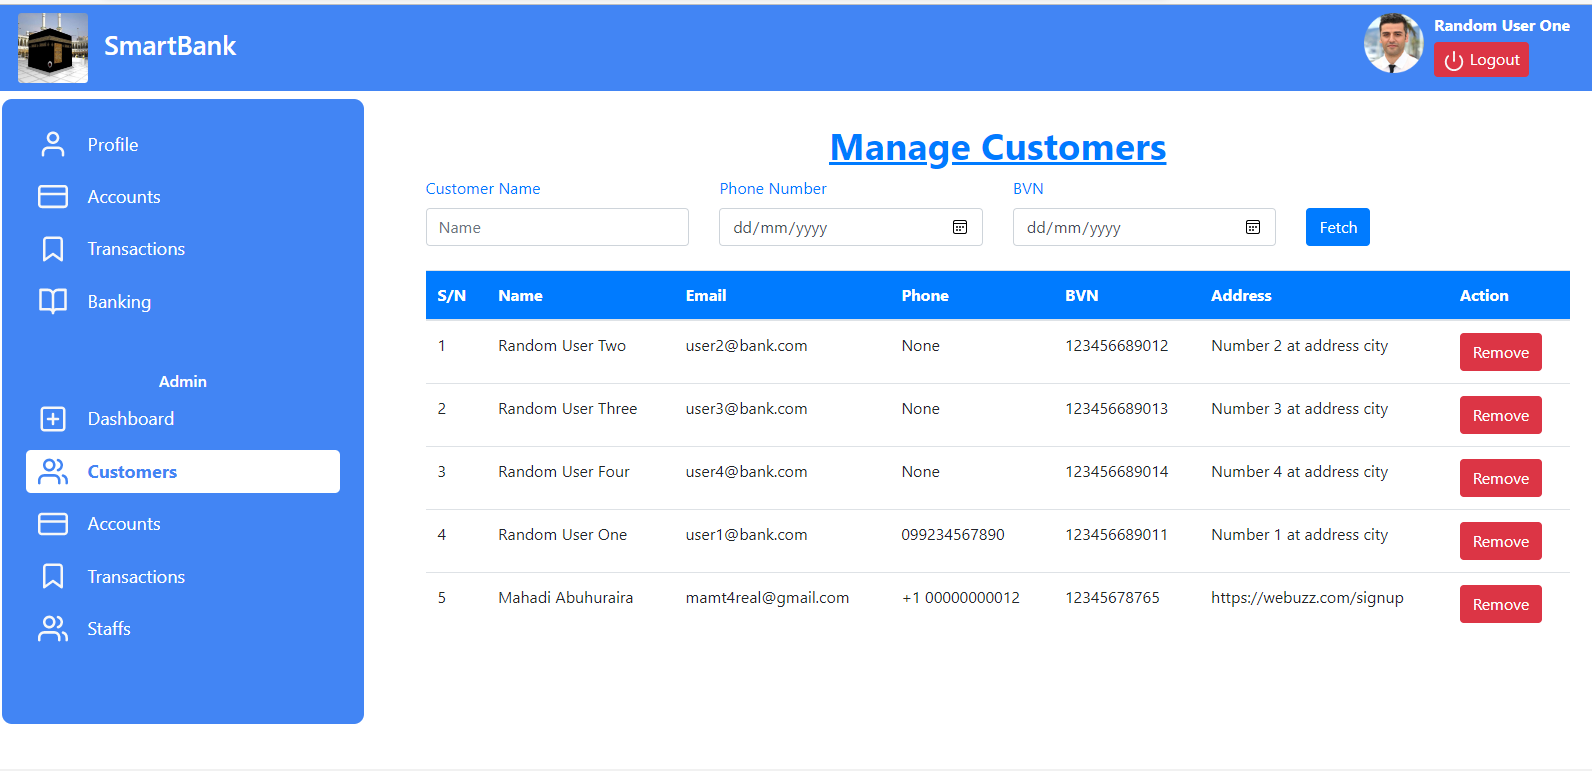 SmartBank
Random User One
Logout
Profile
Accounts
Transactions
Banking
Admin
Dashboard
Customers
Accounts
Transactions
Staffs
Manage Customers
Customer Name Phone Number BVN
Name dd/mm/yyyy dd/mm/yyyy Fetch
S/N Name Email Phone BVN Address Action
1 Random User Two user2@bank.com None 123456689012 Number 2 at address city Remove
2 Random User Three user3@bank.com None 123456689013 Number 3 at address city Remove
3 Random User Four user4@bank.com None 123456689014 Number 4 at address city Remove
4 Random User One user1@bank.com 099234567890 123456689011 Number 1 at address city Remove
5 Mahadi Abuhuraira mamt4real@gmail.com +1 00000000012 12345678765 https://webuzz.com/signup Remove